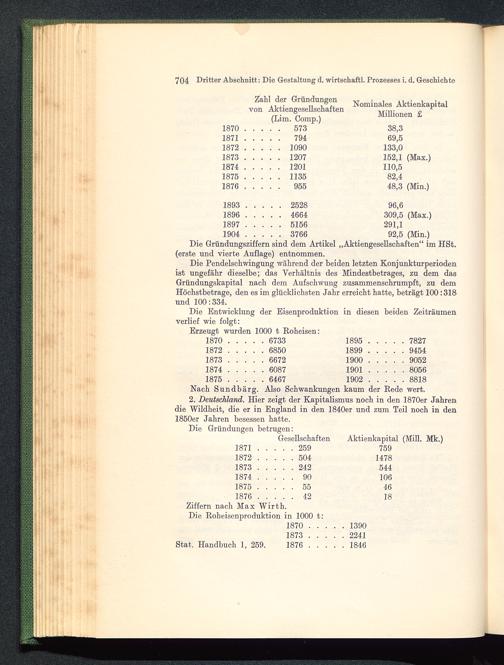 704 Dritter Abschnitt: Die Gestaltung d. wirtschaftl. Prozesses i. d. Geschichte
Zahl der Gründungen
von Aktiengesellschaften
(Lim. Comp.)
Nominales Aktienkapital
Millionen £
1870 . . . . . 573 38,3
1871 . . . . . 794 69,5
1872 . . . . . 1090 133,0
1873 . . . . . 1207 152,1 (Max.)
1874 . . . . . 1201 110,5
1875 . . . . . 1135 82,4
1876 . . . . . 955 48,3 (Min.)
1893 . . . . . 2528 96,6
1896 . . . . . 4664 309,5 (Max.)
1897 . . . . . 5156 291,1
1904 . . . . . 3766 92,5 (Min.)
Die Gründungsziffern sind dem Artikel „Aktiengesellschaften“ im HSt.
(erste und vierte Auflage) entnommen.
Die Pendelschwingung während der beiden letzten Konjunkturperioden
ist ungefähr dieselbe; das Verhältnis des Mindestbetrages, zu dem das
Gründungskapital nach dem Aufschwung zusammenschrumpft, zu dem
Höchstbetrage, den es im glücklichsten Jahr erreicht hatte, beträgt 100:318
und 100:334.
Die Entwicklung der Eisenproduktion in diesen beiden Zeiträumen
verlief wie folgt:
Erzeugt wurden 1000 t Roheisen:
1870 . . . . . 6733 1895 . . . . . 7827
1872 . . . . . 6850 1899 . . . . . 9454
1873 . . . . . 6672 1900 . . . . . 9052
1874 . . . . . 6087 1901 . . . . . 8056
1875 . . . . . 6467 1902 . . . . . 8818
Nach Sundbärg. Also Schwankungen kaum der Rede wert.
2. Deutschland. Hier zeigt der Kapitalismus noch in den 1870er Jahren
die Wildheit, die er in England in den 1840er und zum Teil noch in den
1850er Jahren besessen hatte.
Die Gründungen betrugen:
Gesellschaften Aktienkapital (Mill. Mk.)
1871 . . . . . 259 759
1872 . . . . . 504 1478
1873 . . . . . 242 544
1874 . . . . . 90 106
1875 . . . . . 55 46
1876 . . . . . 42 18
Ziffern nach Max Wirth.
Die Roheisenproduktion in 1000 t:
1870 . . . . . 1390
1873 . . . . . 2241
Stat. Handbuch 1, 259. 1876 . . . . . 1846